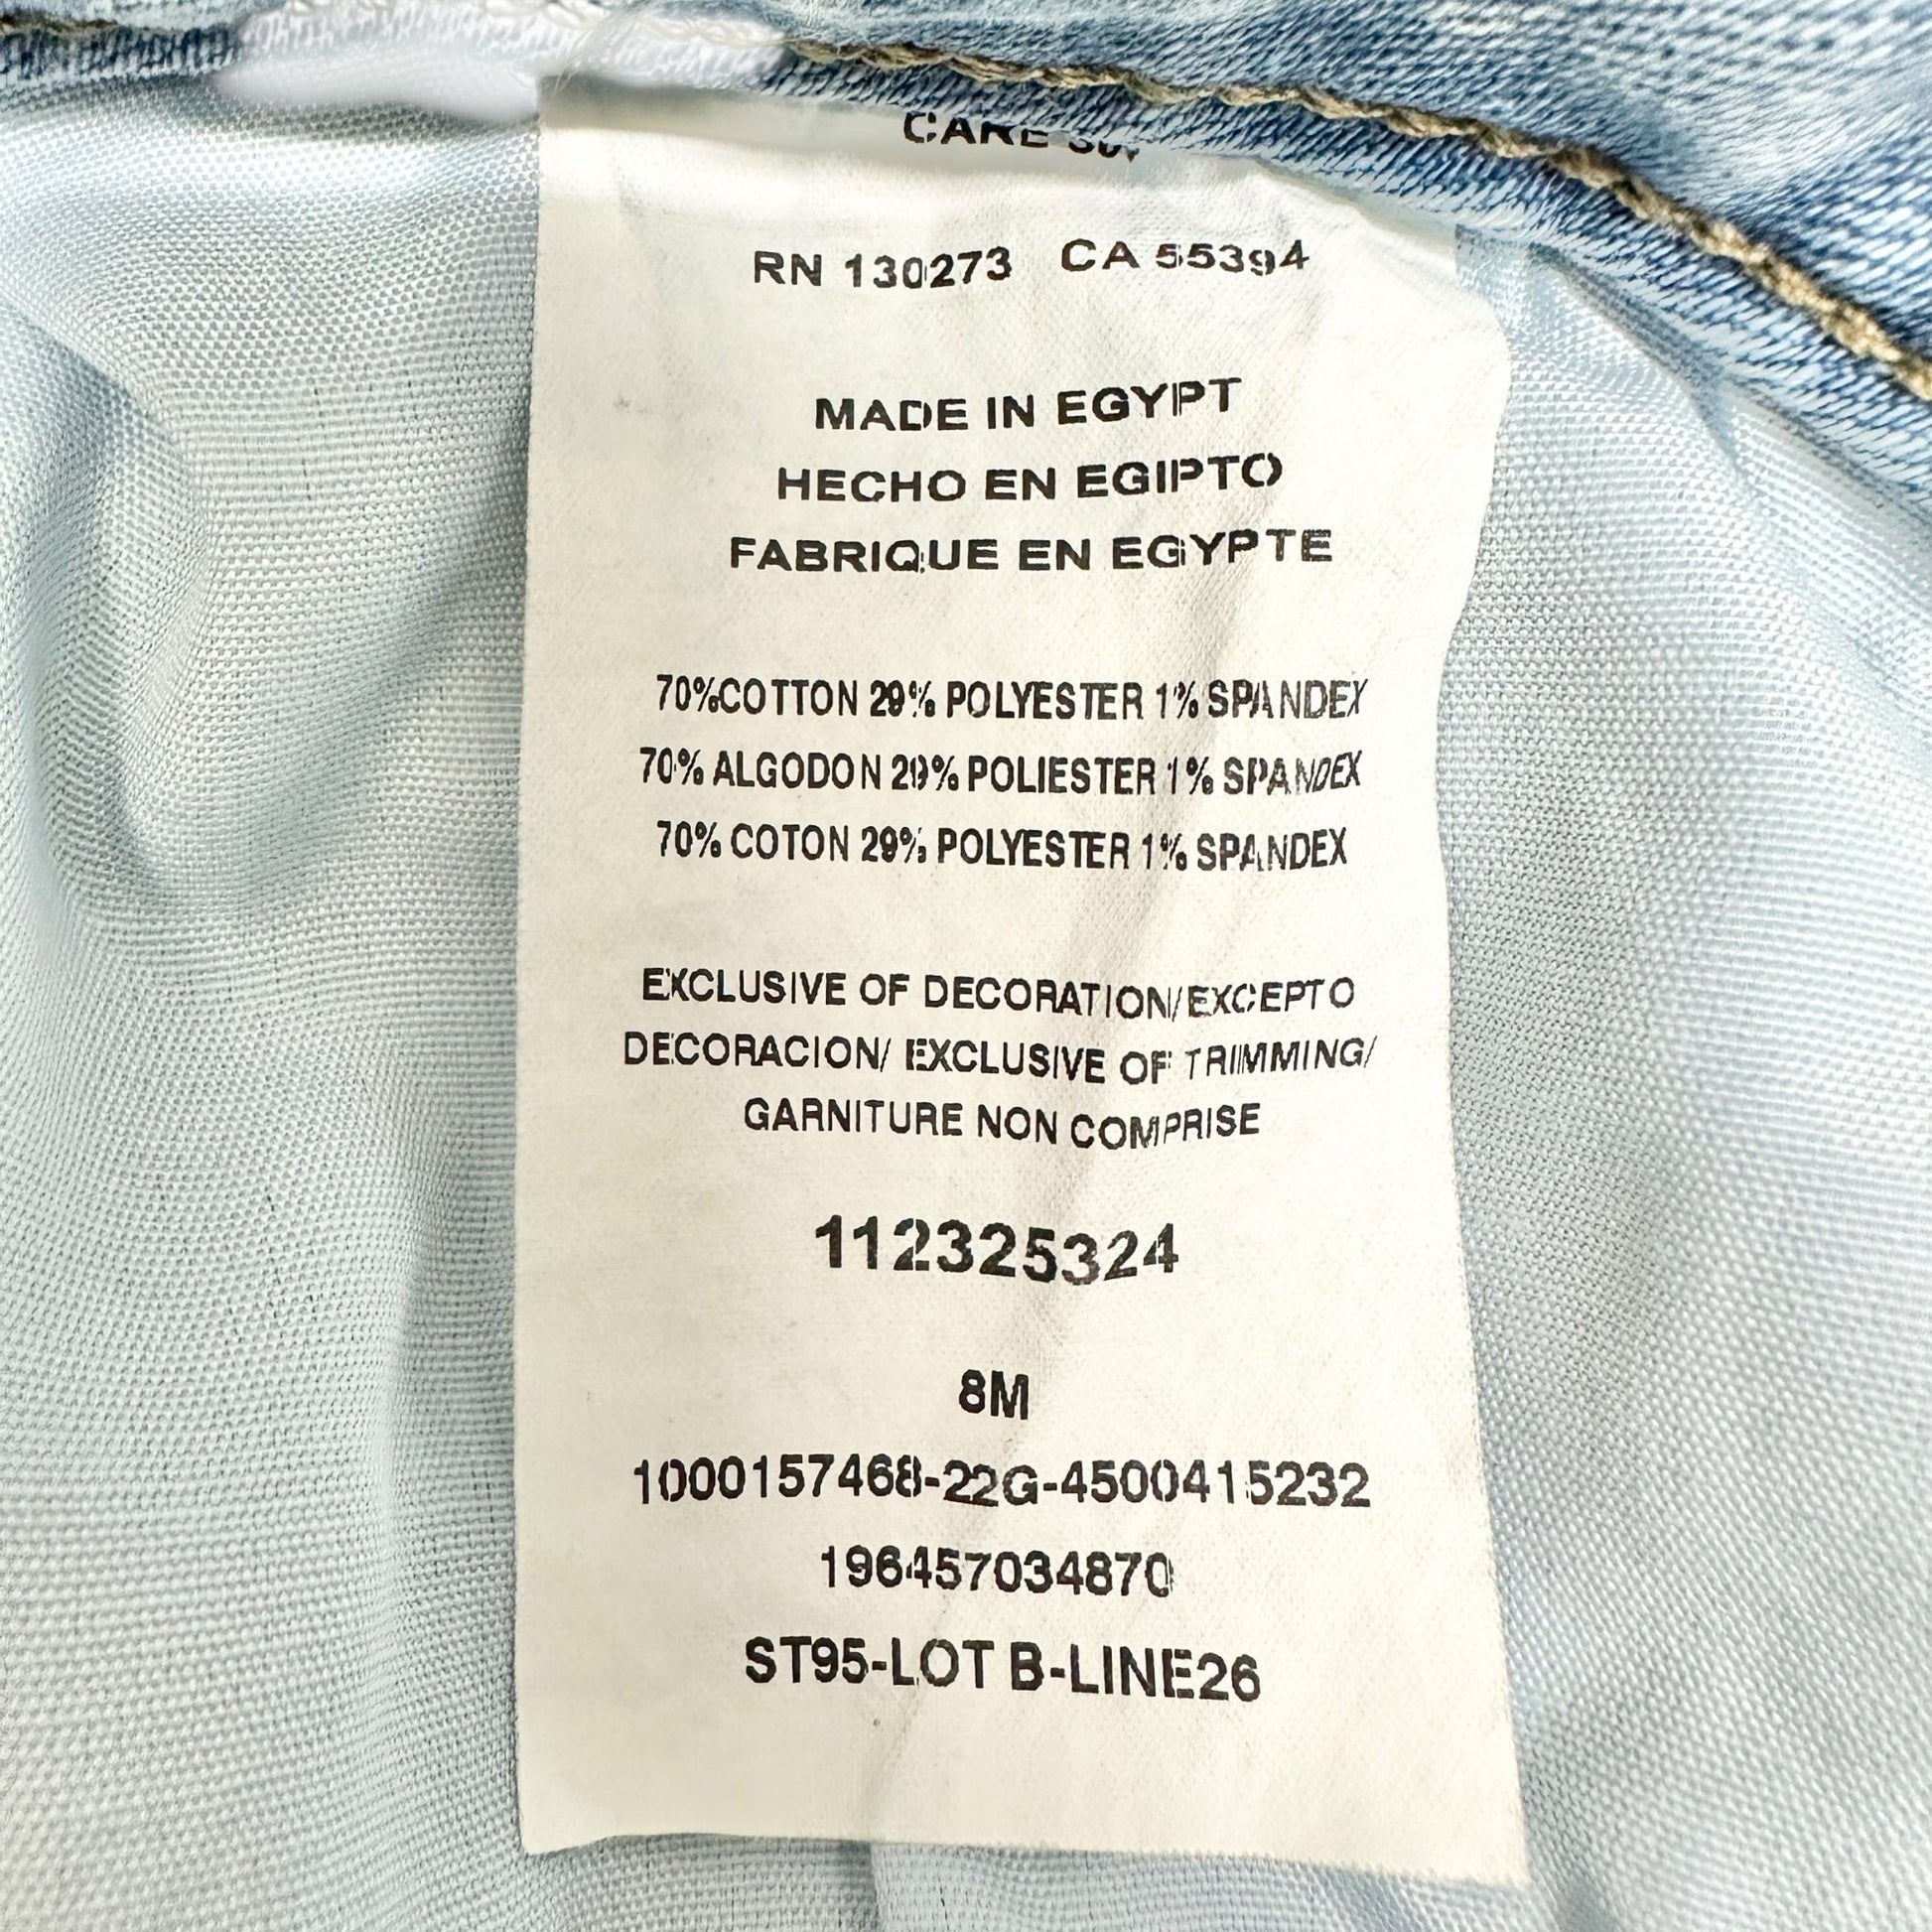 CARE
RN 130273 CA 55394
MADE IN EGYPT
HECHO EN EGIPTO
FABRIQUE EN EGYPTE
70%COTTON 29% POLYESTER 1% SPANDEX
70% ALGODON 29% POLIESTER 1% SPANDEX
70% COTON 29% POLYESTER 1% SPANDEX
EXCLUSIVE OF DECORATION/EXCEPTO
DECORACION/ EXCLUSIVE OF TRIMMING/
GARNITURE NON COMPRISE
112325324
8M
1000157468-22G-4500415232
196457034870
ST95-LOT B-LINE26